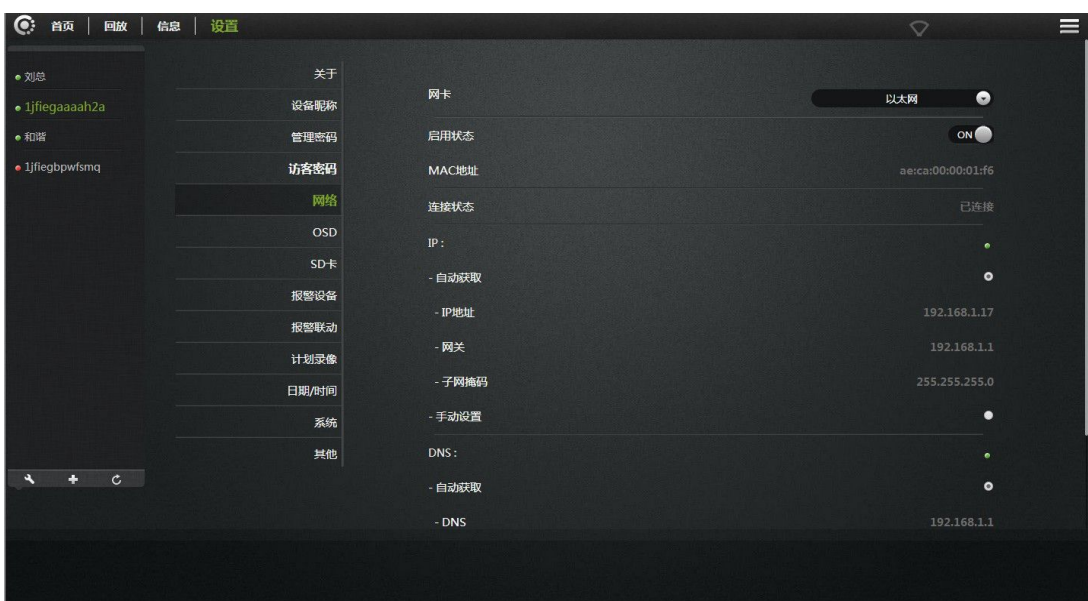 首页 | 回放 | 信息 | 设置
刘总
1jfiegaaaah2a
和谐
1jfiegbpwfsmq
关于
设备昵称
管理密码
访客密码
网络
OSD
SD卡
报警设备
报警联动
计划录像
日期/时间
系统
其他
网卡 以太网
启用状态 ON
MAC地址 ae:ca:00:00:01:f6
连接状态 已连接
IP :
- 自动获取
- IP地址 192.168.1.17
- 网关 192.168.1.1
- 子网掩码 255.255.255.0
- 手动设置
DNS :
- 自动获取
- DNS 192.168.1.1